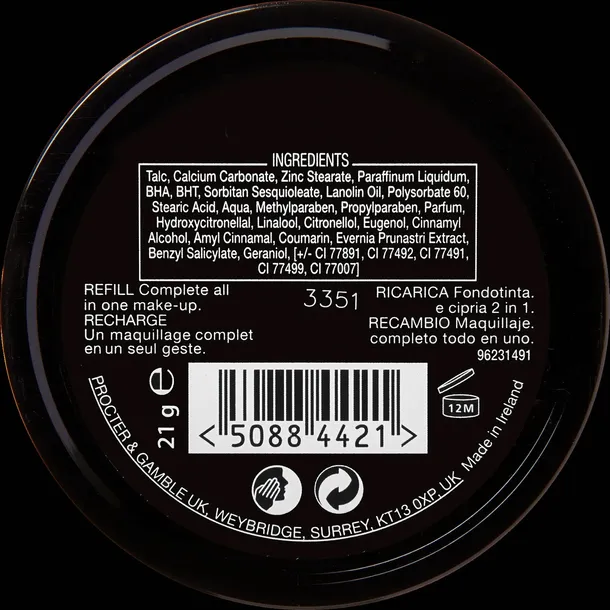 INGREDIENTS
Talc, Calcium Carbonate, Zinc Stearate, Paraffinum Liquidum,
BHA, BHT, Sorbitan Sesquioleate, Lanolin Oil, Polysorbate 60,
Stearic Acid, Aqua, Methylparaben, Propylparaben, Parfum,
Hydroxycitronellal, Linalool, Citronellol, Eugenol, Cinnamyl
Alcohol, Amyl Cinnamal, Coumarin, Evernia Prunastri Extract,
Benzyl Salicylate, Geraniol, [+/- CI 77891, CI 77492, CI 77491,
CI 77499, CI 77007]
REFILL Complete all
in one make-up.
RECHARGE
Un maquillage complet
en un seul geste.
3351
RICARICA Fondotinta.
e cipria 2 in 1.
RECAMBIO Maquillaje.
completo todo en uno.
96231491
21 g e
<5088 4421>
12M
PROCTER & GAMBLE UK, WEYBRIDGE, SURREY, KT13 0XP, UK Made in Ireland